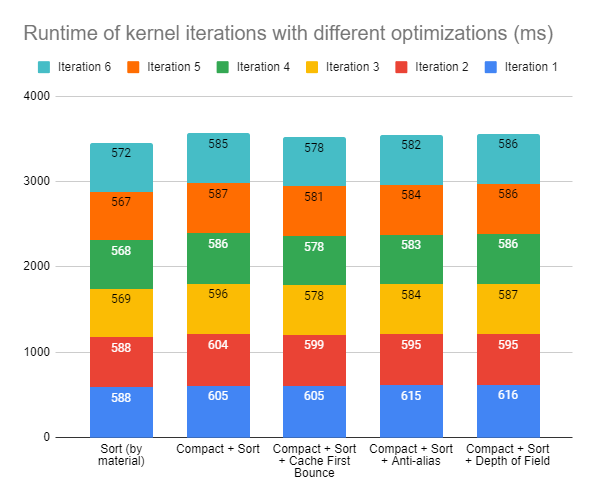 Runtime of kernel iterations with different optimizations (ms)
Iteration 6 Iteration 5 Iteration 4 Iteration 3 Iteration 2 Iteration 1
4000
3000
2000
1000
0
572 585 578 582 586
567 587 581 584 586
568 586 578 583 586
569 596 578 584 587
588 604 599 595 595
588 605 605 615 616
Sort (by
material)
Compact + Sort
Compact + Sort
+ Cache First
Bounce
Compact + Sort
+ Anti-alias
Compact + Sort
+ Depth of Field